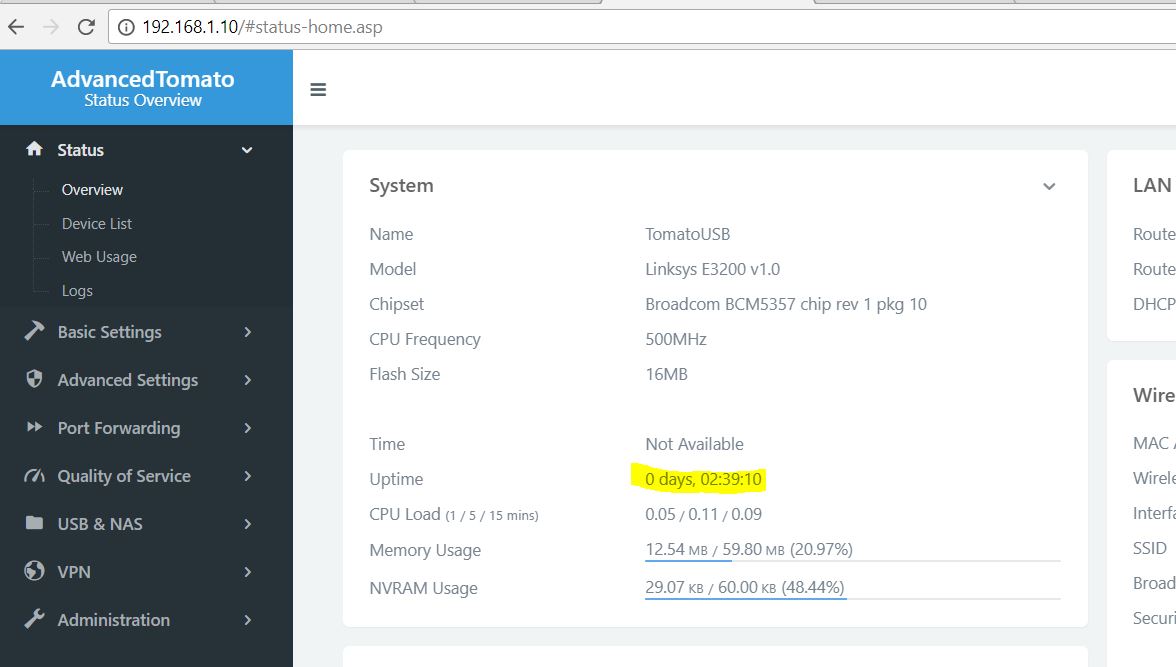 192.168.1.10/#status-home.asp
AdvancedTomato
Status Overview
Status
Overview
Device List
Web Usage
Logs
Basic Settings
Advanced Settings
Port Forwarding
Quality of Service
USB & NAS
VPN
Administration
System
Name TomatoUSB
Model Linksys E3200 v1.0
Chipset Broadcom BCM5357 chip rev 1 pkg 10
CPU Frequency 500MHz
Flash Size 16MB
Time Not Available
Uptime 0 days, 02:39:10
CPU Load (1 / 5 / 15 mins) 0.05 / 0.11 / 0.09
Memory Usage 12.54 MB / 59.80 MB (20.97%)
NVRAM Usage 29.07 KB / 60.00 KB (48.44%)
LAN
Route
Route
DHCP
Wire
MAC A
Wirele
Interfa
SSID
Broad
Securi